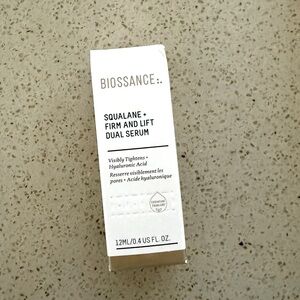 BIOSSANCE:.
SQUALANE +
FIRM AND LIFT
DUAL SERUM
Visibly Tightens +
Hyaluronic Acid
Resserre visiblement les
pores + Acide hyaluronique
12ML/0.4 US FL. OZ.